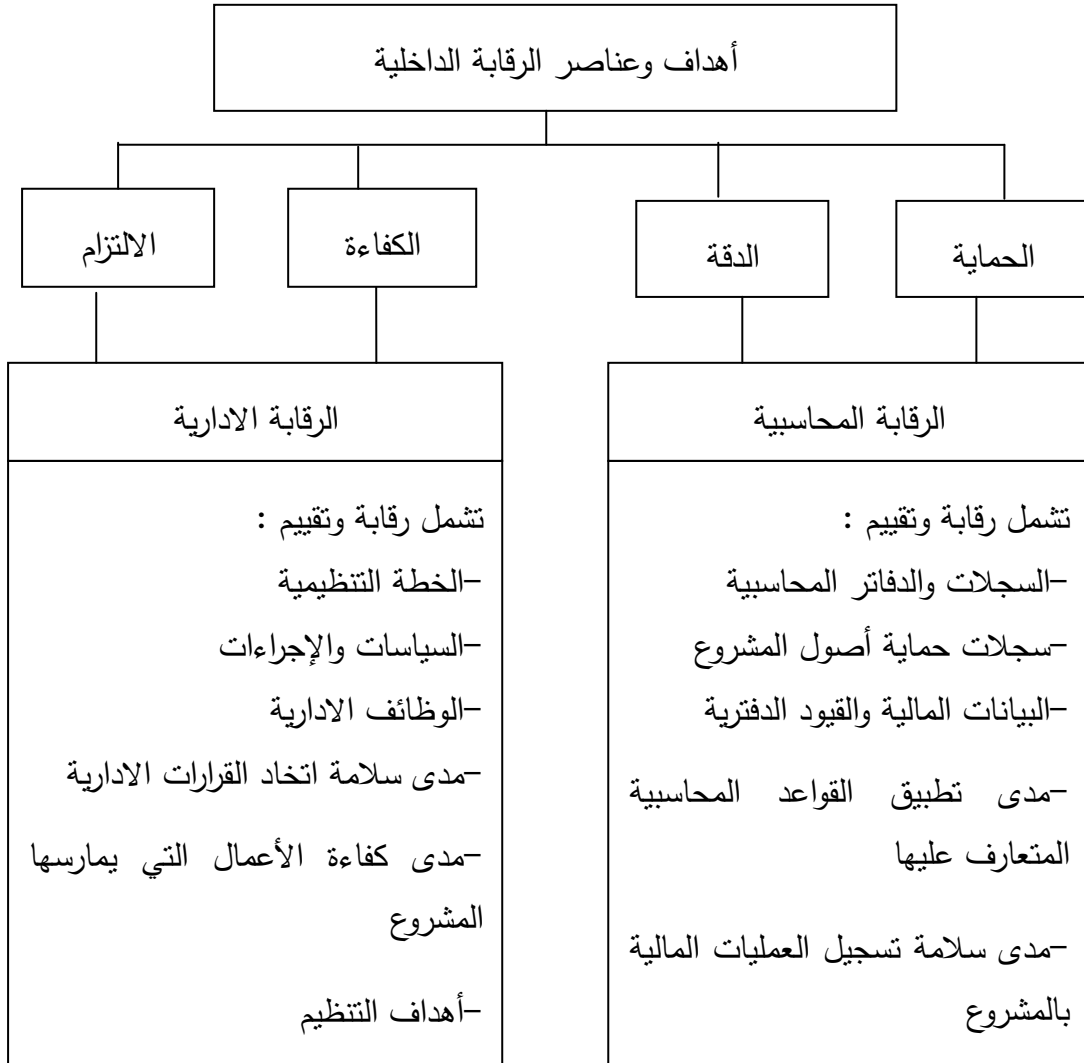 أهداف وعناصر الرقابة الداخلية
الحماية
الدقة
الكفاءة
الالتزام
الرقابة المحاسبية
تشمل رقابة وتقييم :
-السجلات والدفاتر المحاسبية
-سجلات حماية أصول المشروع
-البيانات المالية والقيود الدفترية
-مدى تطبيق القواعد المحاسبية
المتعارف عليها
-مدى سلامة تسجيل العمليات المالية
بالمشروع
الرقابة الادارية
تشمل رقابة وتقييم :
-الخطة التنظيمية
-السياسات والإجراءات
-الوظائف الادارية
-مدى سلامة اتخاد القرارات الادارية
-مدى كفاءة الأعمال التي يمارسها
المشروع
-أهداف التنظيم